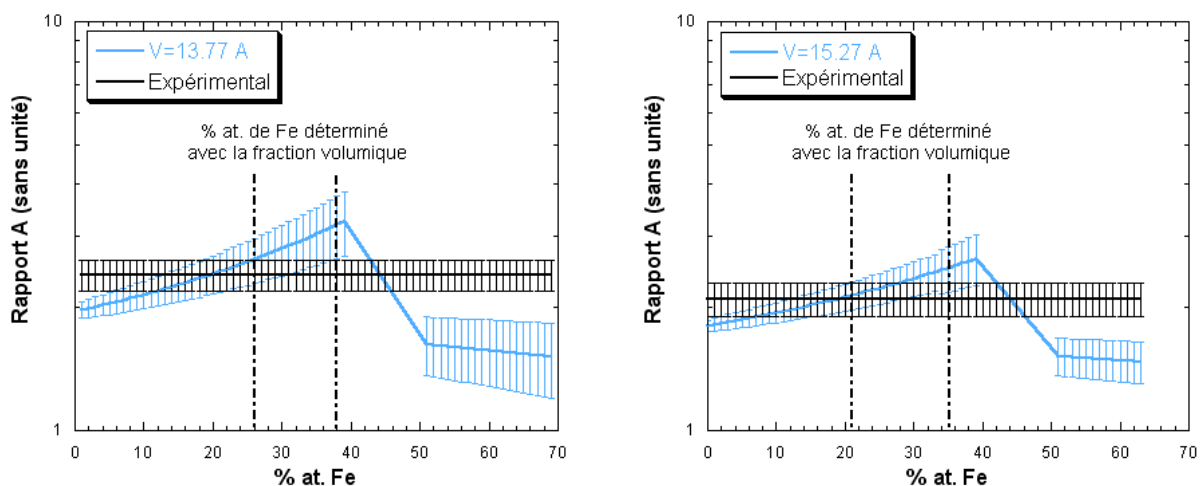 10
V=13.77 A
Expérimental
% at. de Fe déterminé
avec la fraction volumique
Rapport A (sans unité)
1
0 10 20 30 40 50 60 70
% at. Fe
10
V=15.27 A
Expérimental
% at. de Fe déterminé
avec la fraction volumique
Rapport A (sans unité)
1
0 10 20 30 40 50 60 70
% at. Fe